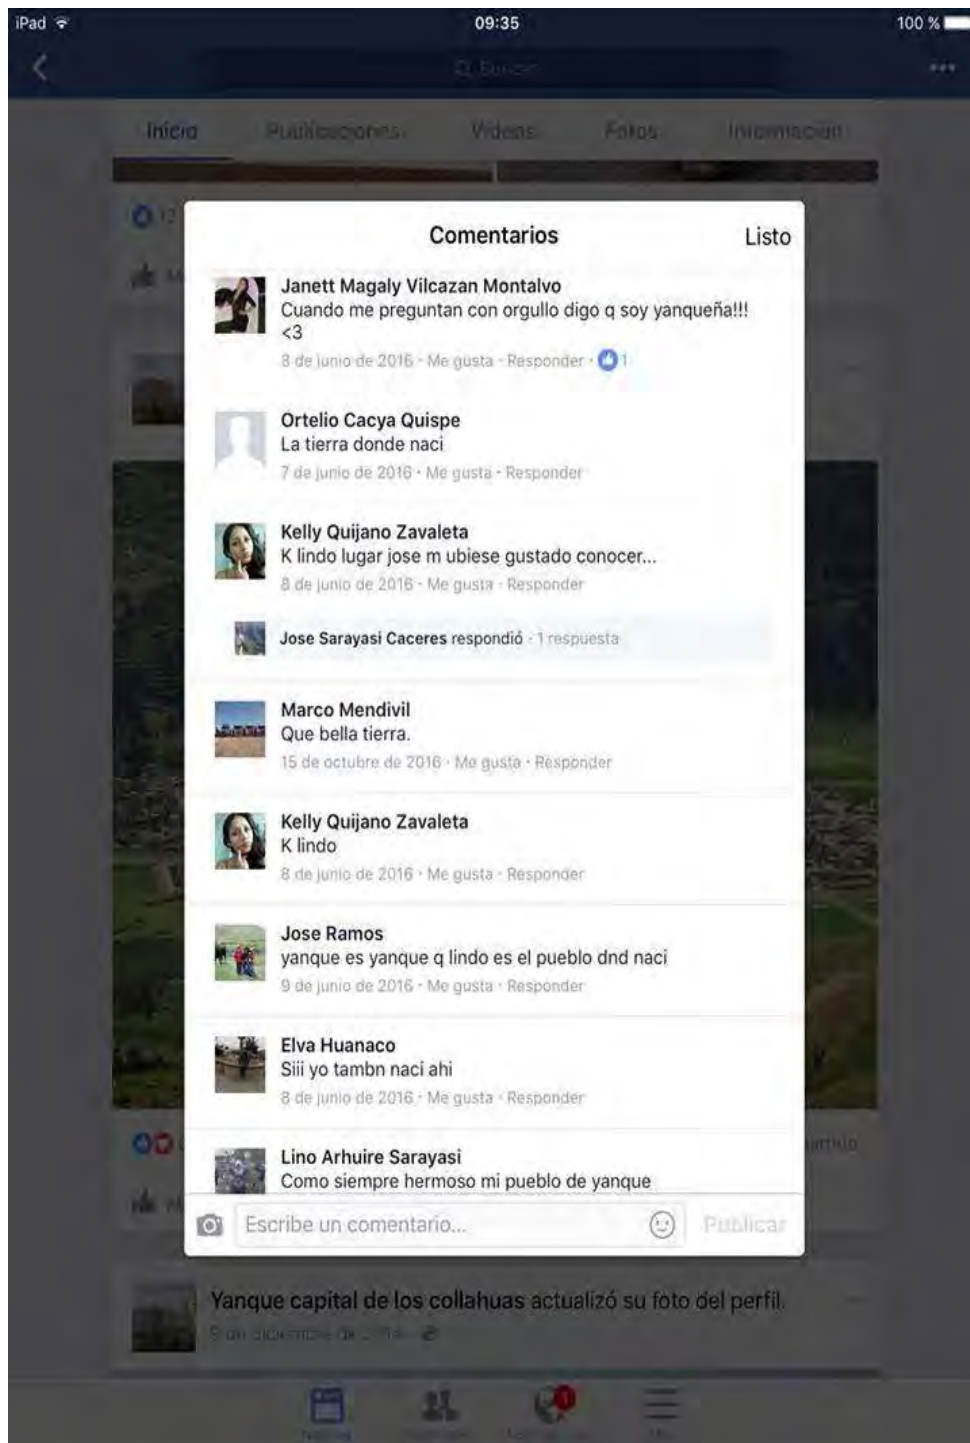 iPad 09:35 100 %
Buscar
Inicio Publicaciones Videos Fotos Información
12
Comentarios Listo
Janett Magaly Vilcazan Montalvo
Cuando me preguntan con orgullo digo q soy yanqueña!!!
<3
8 de junio de 2016 · Me gusta · Responder · 1
Ortelio Cacya Quispe
La tierra donde naci
7 de junio de 2016 · Me gusta · Responder
Kelly Quijano Zavaleta
K lindo lugar jose m ubiese gustado conocer...
8 de junio de 2016 · Me gusta · Responder
Jose Sarayasi Caceres respondió · 1 respuesta
Marco Mendivil
Que bella tierra.
15 de octubre de 2016 · Me gusta · Responder
Kelly Quijano Zavaleta
K lindo
8 de junio de 2016 · Me gusta · Responder
Jose Ramos
yanque es yanque q lindo es el pueblo dnd naci
9 de junio de 2016 · Me gusta · Responder
Elva Huanaco
Siii yo tambn naci ahi
8 de junio de 2016 · Me gusta · Responder
Lino Arhuire Sarayasi
Como siempre hermoso mi pueblo de yanque
Escribe un comentario... Publicar
Yanque capital de los collahuas actualizó su foto del perfil.
9 de diciembre de
1